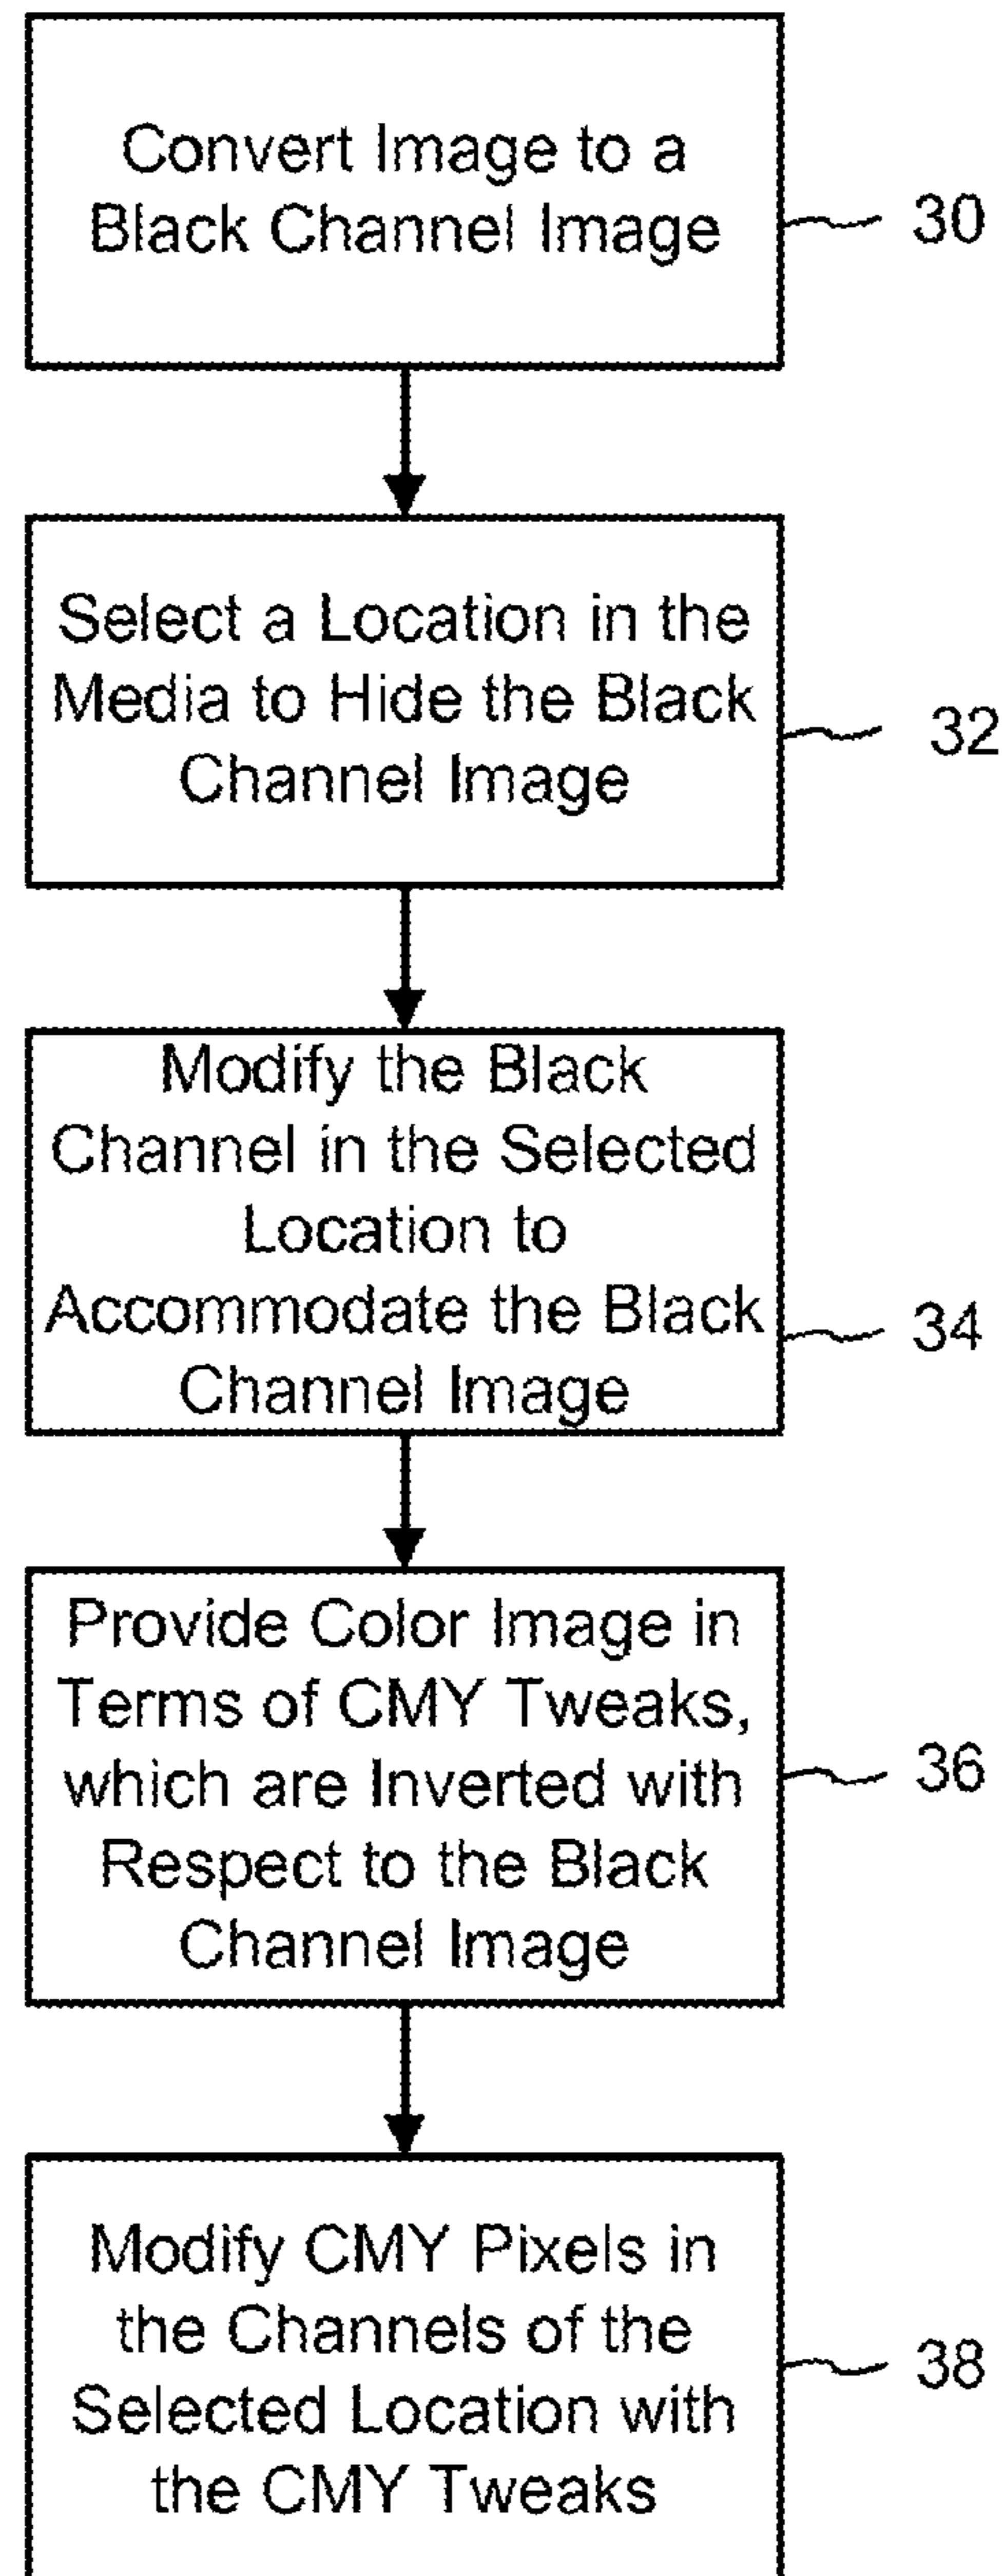 Convert Image to a
Black Channel Image
30
Select a Location in the
Media to Hide the Black
Channel Image
32
Modify the Black
Channel in the Selected
Location to
Accommodate the Black
Channel Image
34
Provide Color Image in
Terms of CMY Tweaks,
which are Inverted with
Respect to the Black
Channel Image
36
Modify CMY Pixels in
the Channels of the
Selected Location with
the CMY Tweaks
38